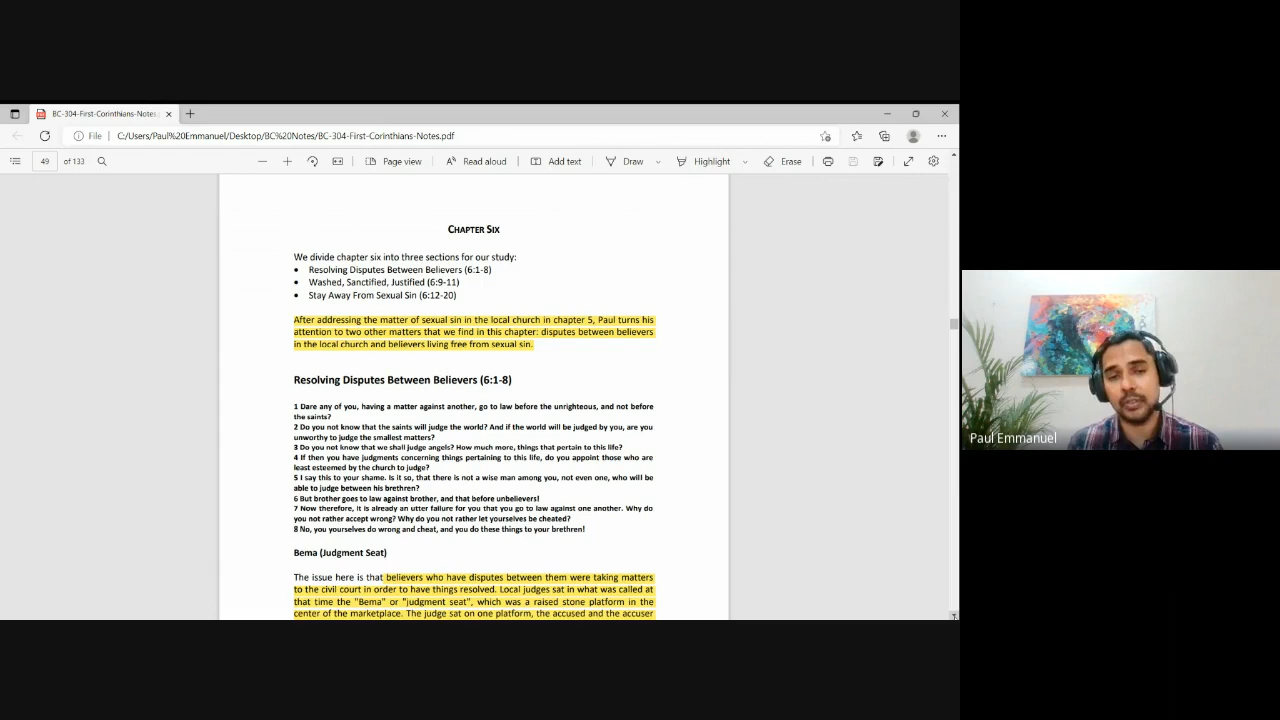 BC-304-First-Corinthians-Notes
File
C:/Users/Paul%20Emmanuel/Desktop/BC%20Notes/BC-304-First-Corinthians-Notes.pdf
49 of 133
Page view
Read aloud
Add text
Draw
Highlight
Erase
CHAPTER SIX
We divide chapter six into three sections for our study:
• Resolving Disputes Between Believers (6:1-8)
• Washed, Sanctified, Justified (6:9-11)
• Stay Away From Sexual Sin (6:12-20)
After addressing the matter of sexual sin in the local church in chapter 5, Paul turns his
attention to two other matters that we find in this chapter: disputes between believers
in the local church and believers living free from sexual sin.
Resolving Disputes Between Believers (6:1-8)
1 Dare any of you, having a matter against another, go to law before the unrighteous, and not before
the saints?
2 Do you not know that the saints will judge the world? And if the world will be judged by you, are you
unworthy to judge the smallest matters?
3 Do you not know that we shall judge angels? How much more, things that pertain to this life?
4 If then you have judgments concerning things pertaining to this life, do you appoint those who are
least esteemed by the church to judge?
5 I say this to your shame. Is it so, that there is not a wise man among you, not even one, who will be
able to judge between his brethren?
6 But brother goes to law against brother, and that before unbelievers!
7 Now therefore, it is already an utter failure for you that you go to law against one another. Why do
you not rather accept wrong? Why do you not rather let yourselves be cheated?
8 No, you yourselves do wrong and cheat, and you do these things to your brethren!
Bema (Judgment Seat)
The issue here is that believers who have disputes between them were taking matters
to the civil court in order to have things resolved. Local judges sat in what was called at
that time the "Bema" or "judgment seat", which was a raised stone platform in the
center of the marketplace. The judge sat on one platform, the accused and the accuser
Paul Emmanuel